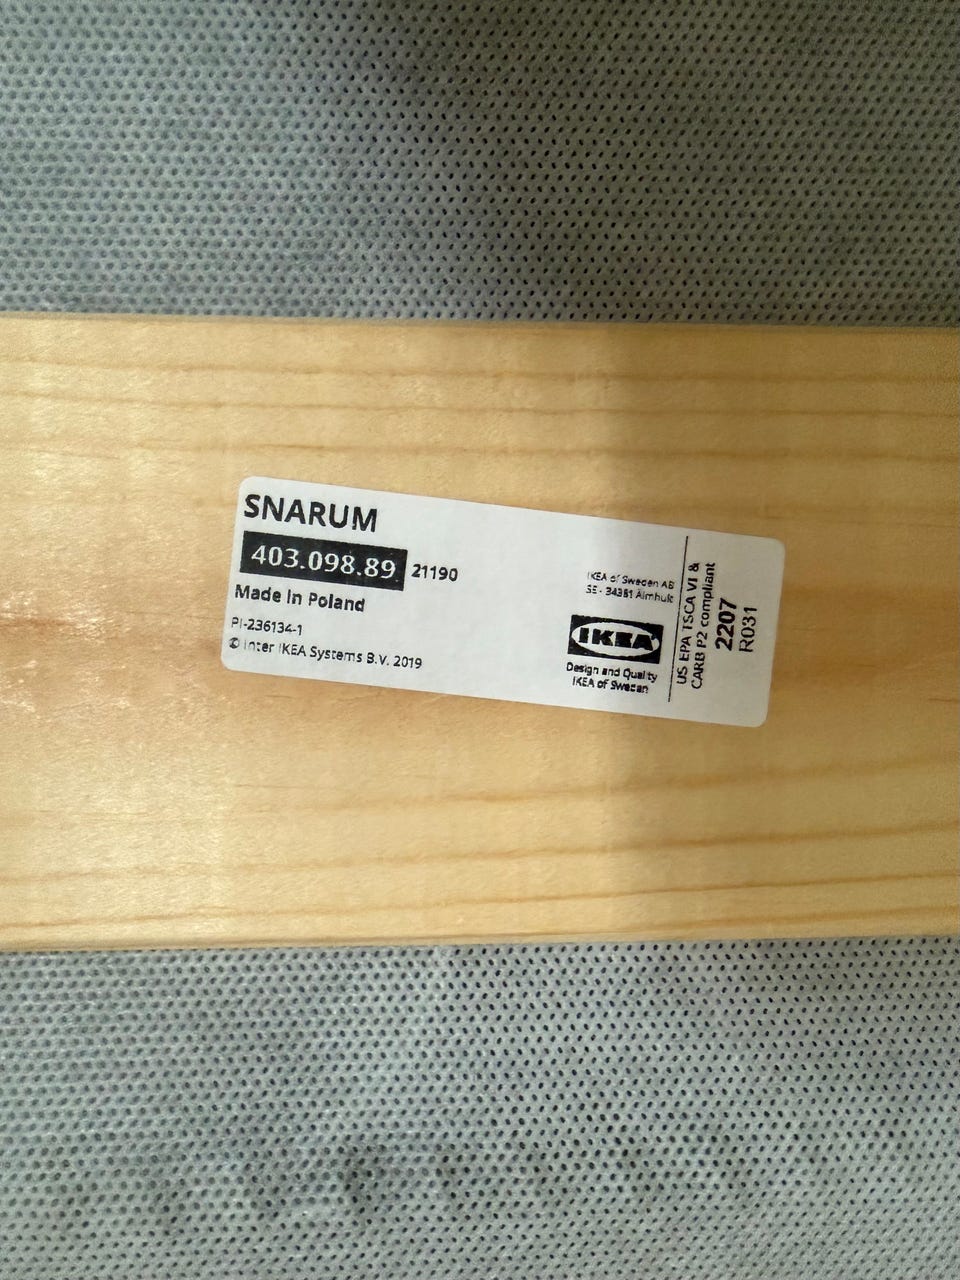 SNARUM
403.098.89 21190
Made in Poland
PI-236134-1
© Inter IKEA Systems B.V. 2019
IKEA of Sweden AB
SE - 34381 Älmhult
IKEA
Design and Quality
IKEA of Sweden
US EPA TSCA VI &
CARB P2 compliant
2207
R031